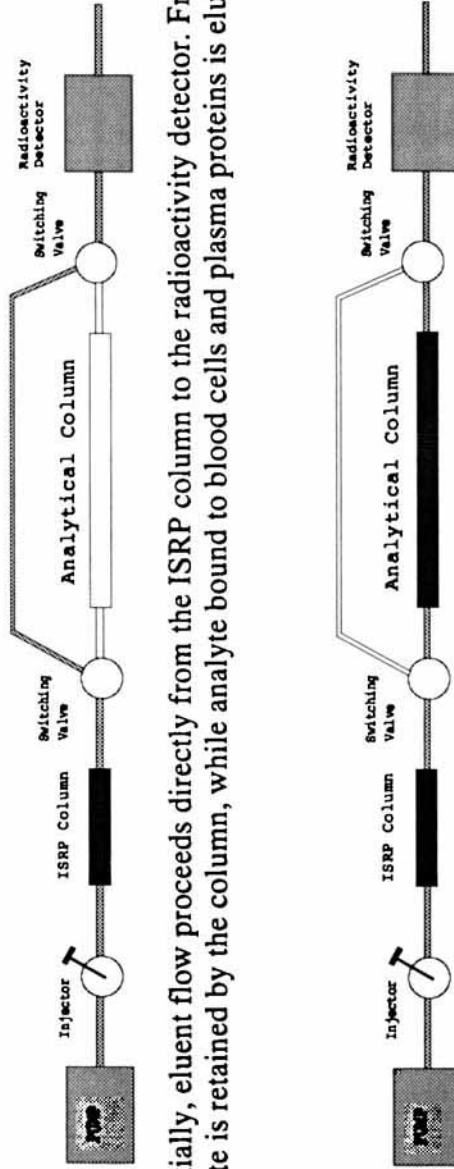 PUMP
Injector
ISRP Column
Switching
Valve
Analytical Column
Switching
Valve
Radioactivity
Detector
ially, eluent flow proceeds directly from the ISRP column to the radioactivity detector. Fr
te is retained by the column, while analyte bound to blood cells and plasma proteins is elu
PUMP
Injector
ISRP Column
Switching
Valve
Analytical Column
Switching
Valve
Radioactivity
Detector